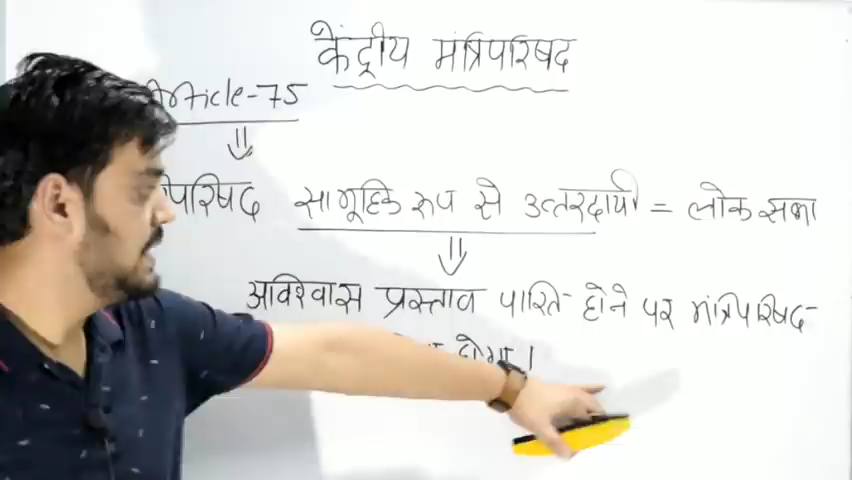 केंद्रीय मंत्रिपरिषद
Article-75
परिषद सामूहिक रूप से उत्तरदायी = लोकसभा
अविश्वास प्रस्ताव पारित होने पर मंत्रिपरिषद-
होगा।